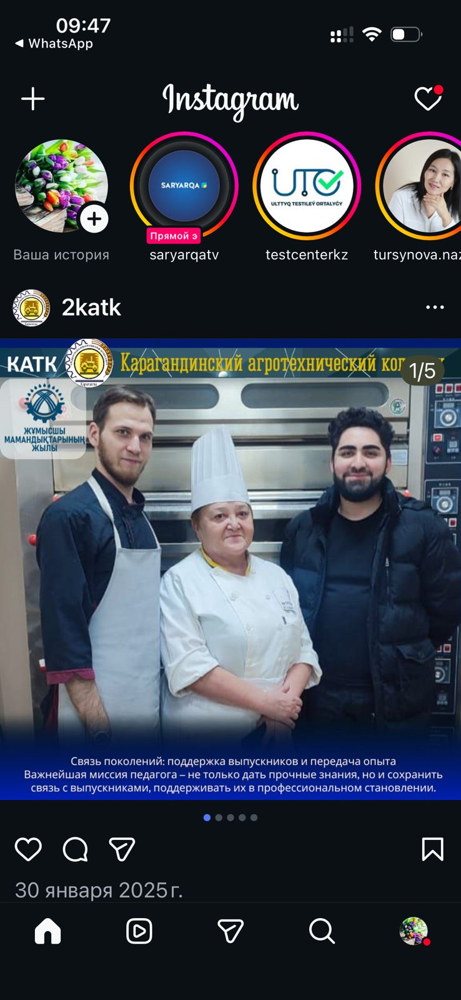 09:47
WhatsApp
Instagram
SARYARQA
UTO
ULTTYQ TESTILEÝ ORTALYǴY
Прямой э
Ваша история
saryarqatv
testcenterkz
tursynova.naz
2katk
КАТК
Карагандинский агротехнический
1/5
ЖҰМЫСШЫ
МАМАНДЫҚТАРЫНЫҢ
ЖЫЛЫ
Связь поколений: поддержка выпускников и передача опыта
Важнейшая миссия педагога – не только дать прочные знания, но и сохранить
связь с выпускниками, поддерживать их в профессиональном становлении.
30 января 2025 г.